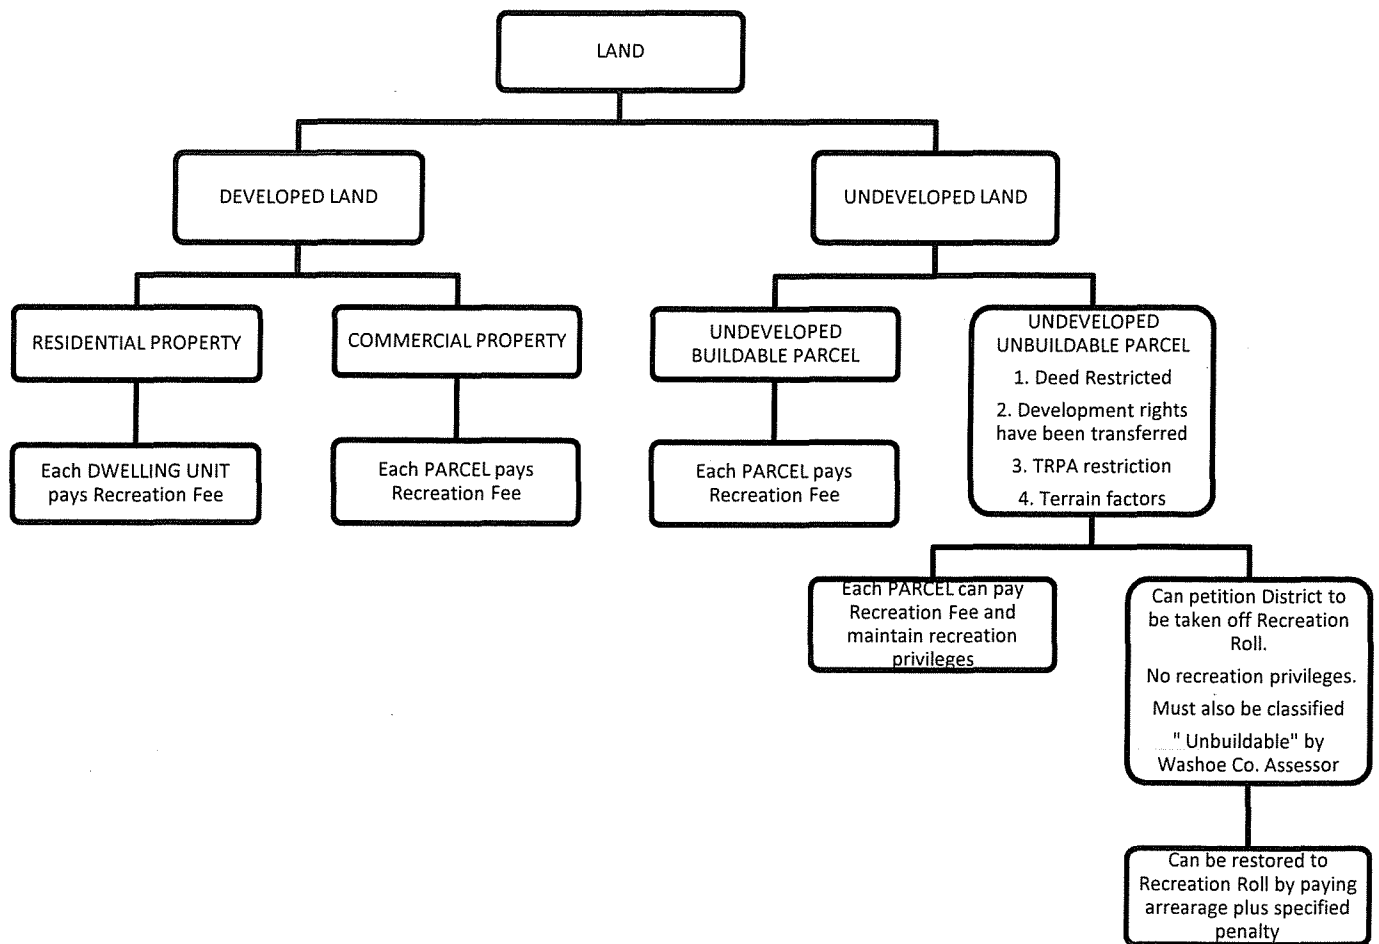 LAND
DEVELOPED LAND
UNDEVELOPED LAND
RESIDENTIAL PROPERTY
COMMERCIAL PROPERTY
UNDEVELOPED
BUILDABLE PARCEL
UNDEVELOPED
UNBUILDABLE PARCEL
1. Deed Restricted
2. Development rights
have been transferred
3. TRPA restriction
4. Terrain factors
Each DWELLING UNIT
pays Recreation Fee
Each PARCEL pays
Recreation Fee
Each PARCEL pays
Recreation Fee
Each PARCEL can pay
Recreation Fee and
maintain recreation
privileges
Can petition District to
be taken off Recreation
Roll.
No recreation privileges.
Must also be classified
" Unbuildable" by
Washoe Co. Assessor
Can be restored to
Recreation Roll by paying
arrearage plus specified
penalty